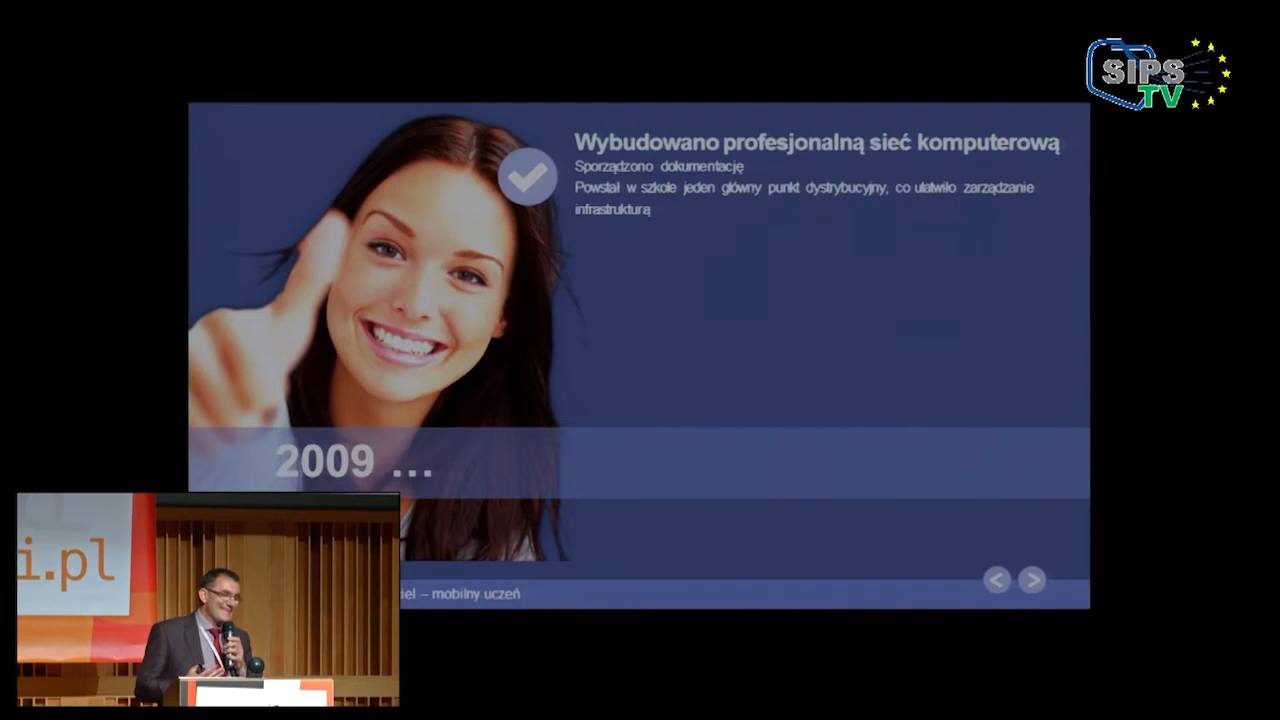 SIPS
TV
Wybudowano profesjonalną sieć komputerową
Sporządzono dokumentację
Powstał w szkole jeden główny punkt dystrybucyjny, co ułatwiło zarządzanie
infrastrukturą
2009 ...
– mobilny uczeń
i.pl